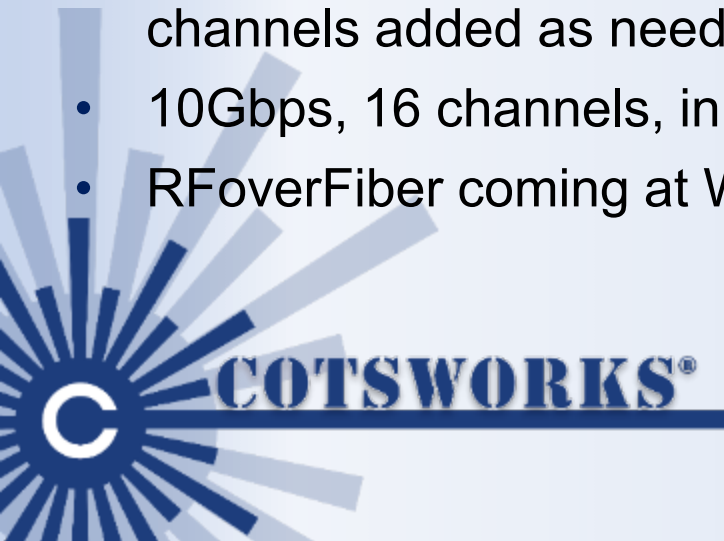 channels added as need
• 10Gbps, 16 channels, in
• RFoverFiber coming at W
C
COTSWORKS®